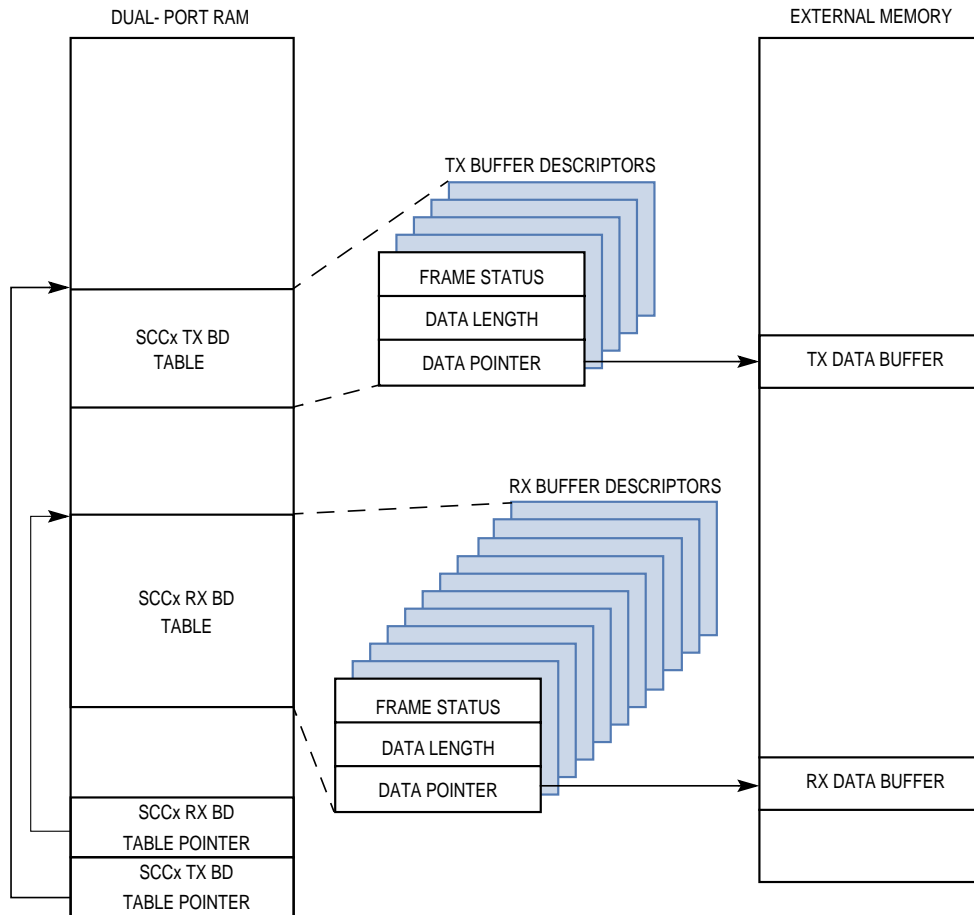 DUAL- PORT RAM
EXTERNAL MEMORY
TX BUFFER DESCRIPTORS
FRAME STATUS
DATA LENGTH
DATA POINTER
SCCx TX BD
TABLE
TX DATA BUFFER
RX BUFFER DESCRIPTORS
SCCx RX BD
TABLE
FRAME STATUS
DATA LENGTH
DATA POINTER
RX DATA BUFFER
SCCx RX BD
TABLE POINTER
SCCx TX BD
TABLE POINTER